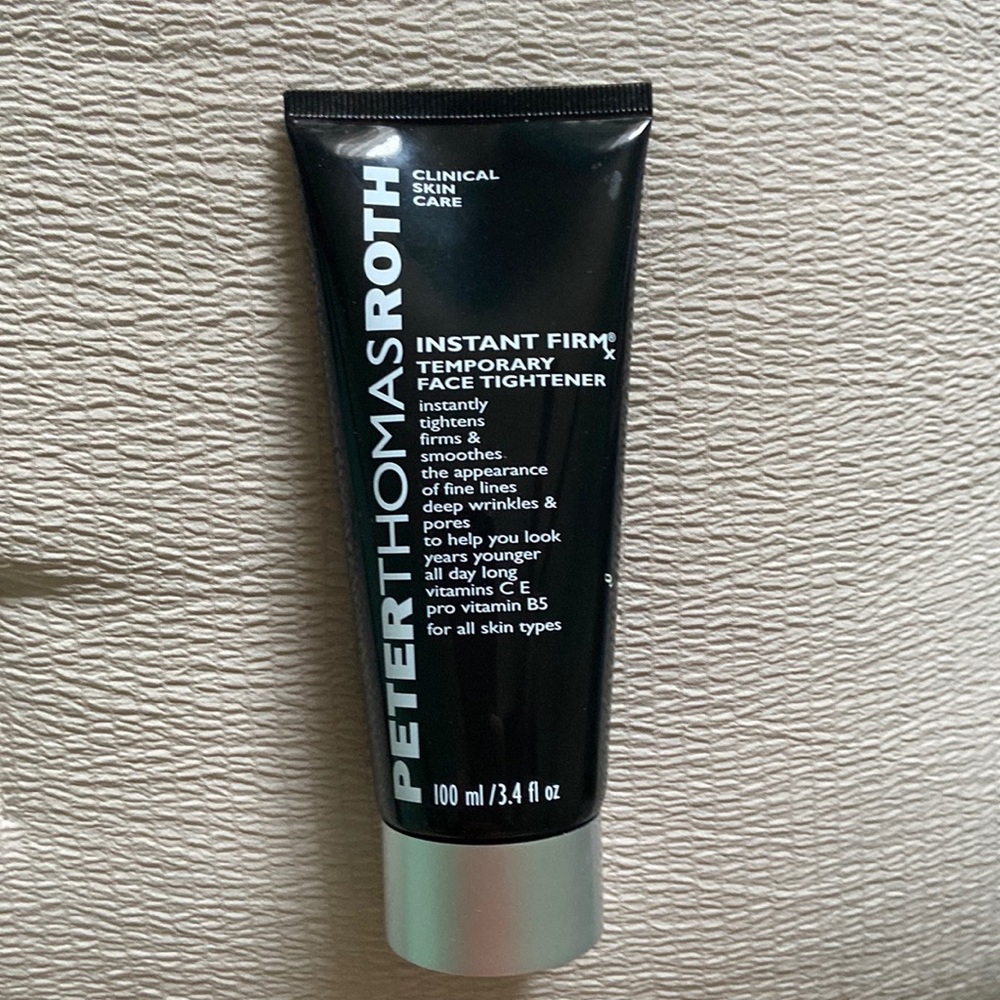 PETERTHOMASROTH
CLINICAL
SKIN
CARE
INSTANT FIRMx®
TEMPORARY
FACE TIGHTENER
instantly
tightens
firms &
smoothes
the appearance
of fine lines
deep wrinkles &
pores
to help you look
years younger
all day long
vitamins C E
pro vitamin B5
for all skin types
100 ml/3.4 fl oz